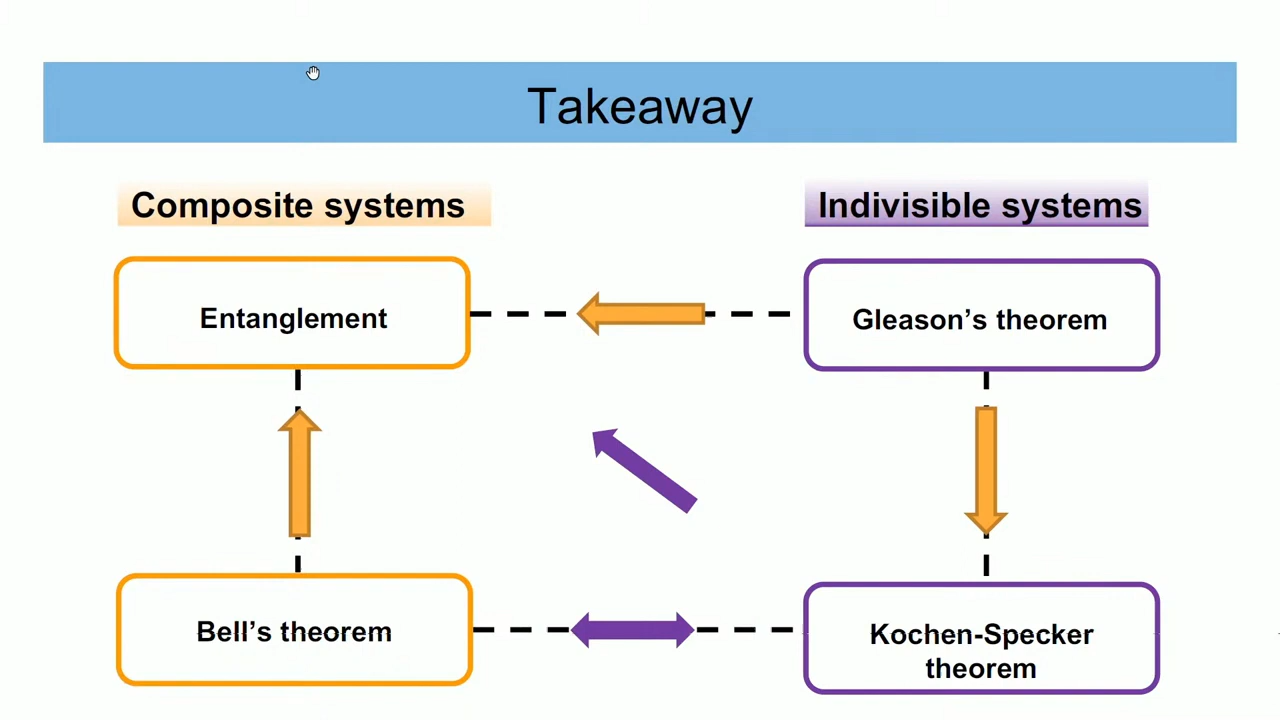 Takeaway
Composite systems
Indivisible systems
Entanglement
Gleason's theorem
Bell's theorem
Kochen-Specker
theorem